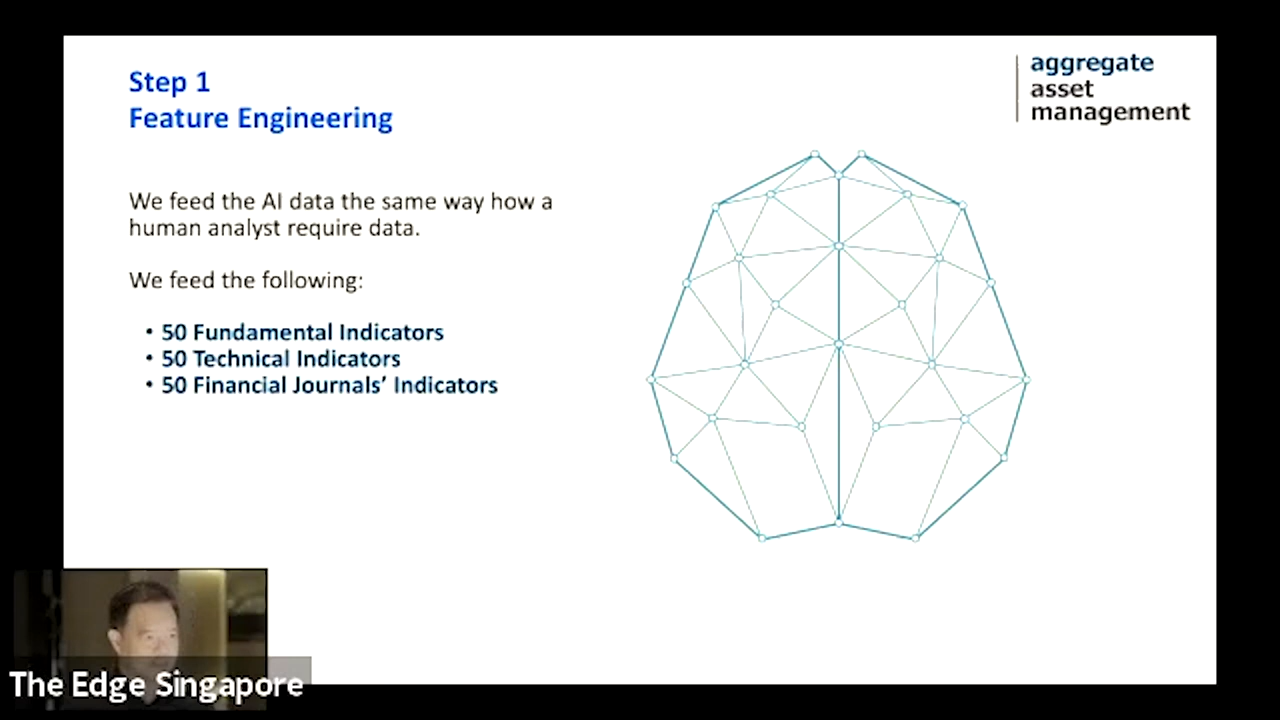 Step 1
Feature Engineering
aggregate
asset
management
We feed the AI data the same way how a
human analyst require data.
We feed the following:
• 50 Fundamental Indicators
• 50 Technical Indicators
• 50 Financial Journals’ Indicators
The Edge Singapore